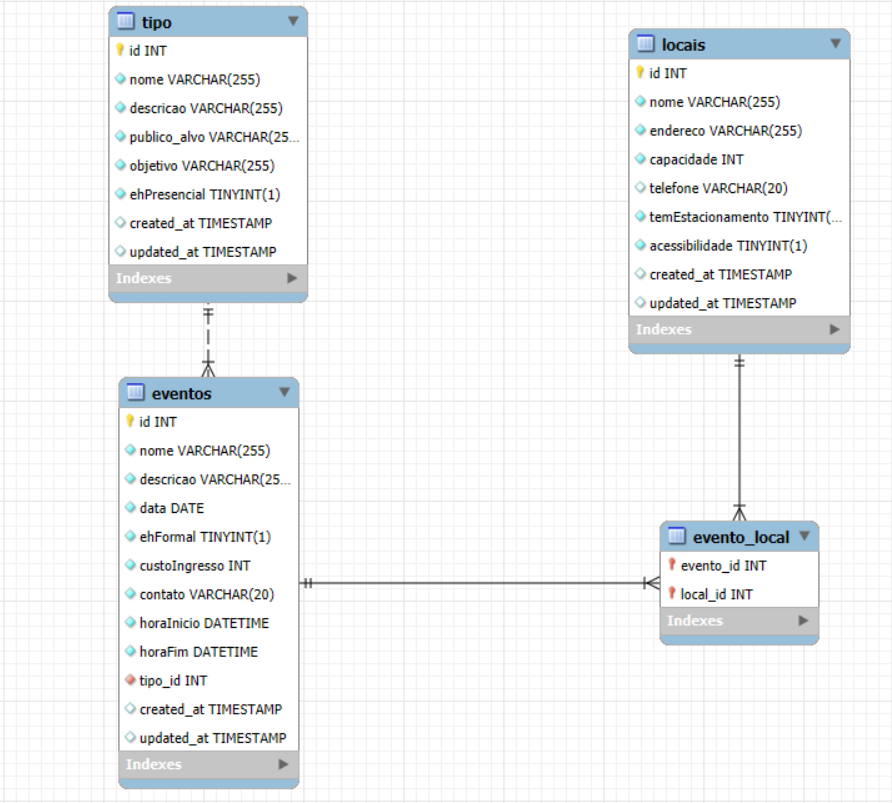 tipo
id INT
nome VARCHAR(255)
descricao VARCHAR(255)
publico_alvo VARCHAR(25...
objetivo VARCHAR(255)
ehPresencial TINYINT(1)
created_at TIMESTAMP
updated_at TIMESTAMP
Indexes
locais
id INT
nome VARCHAR(255)
endereco VARCHAR(255)
capacidade INT
telefone VARCHAR(20)
temEstacionamento TINYINT(...
acessibilidade TINYINT(1)
created_at TIMESTAMP
updated_at TIMESTAMP
Indexes
eventos
id INT
nome VARCHAR(255)
descricao VARCHAR(25...
data DATE
ehFormal TINYINT(1)
custoIngresso INT
contato VARCHAR(20)
horaInicio DATETIME
horaFim DATETIME
tipo_id INT
created_at TIMESTAMP
updated_at TIMESTAMP
Indexes
evento_local
evento_id INT
local_id INT
Indexes